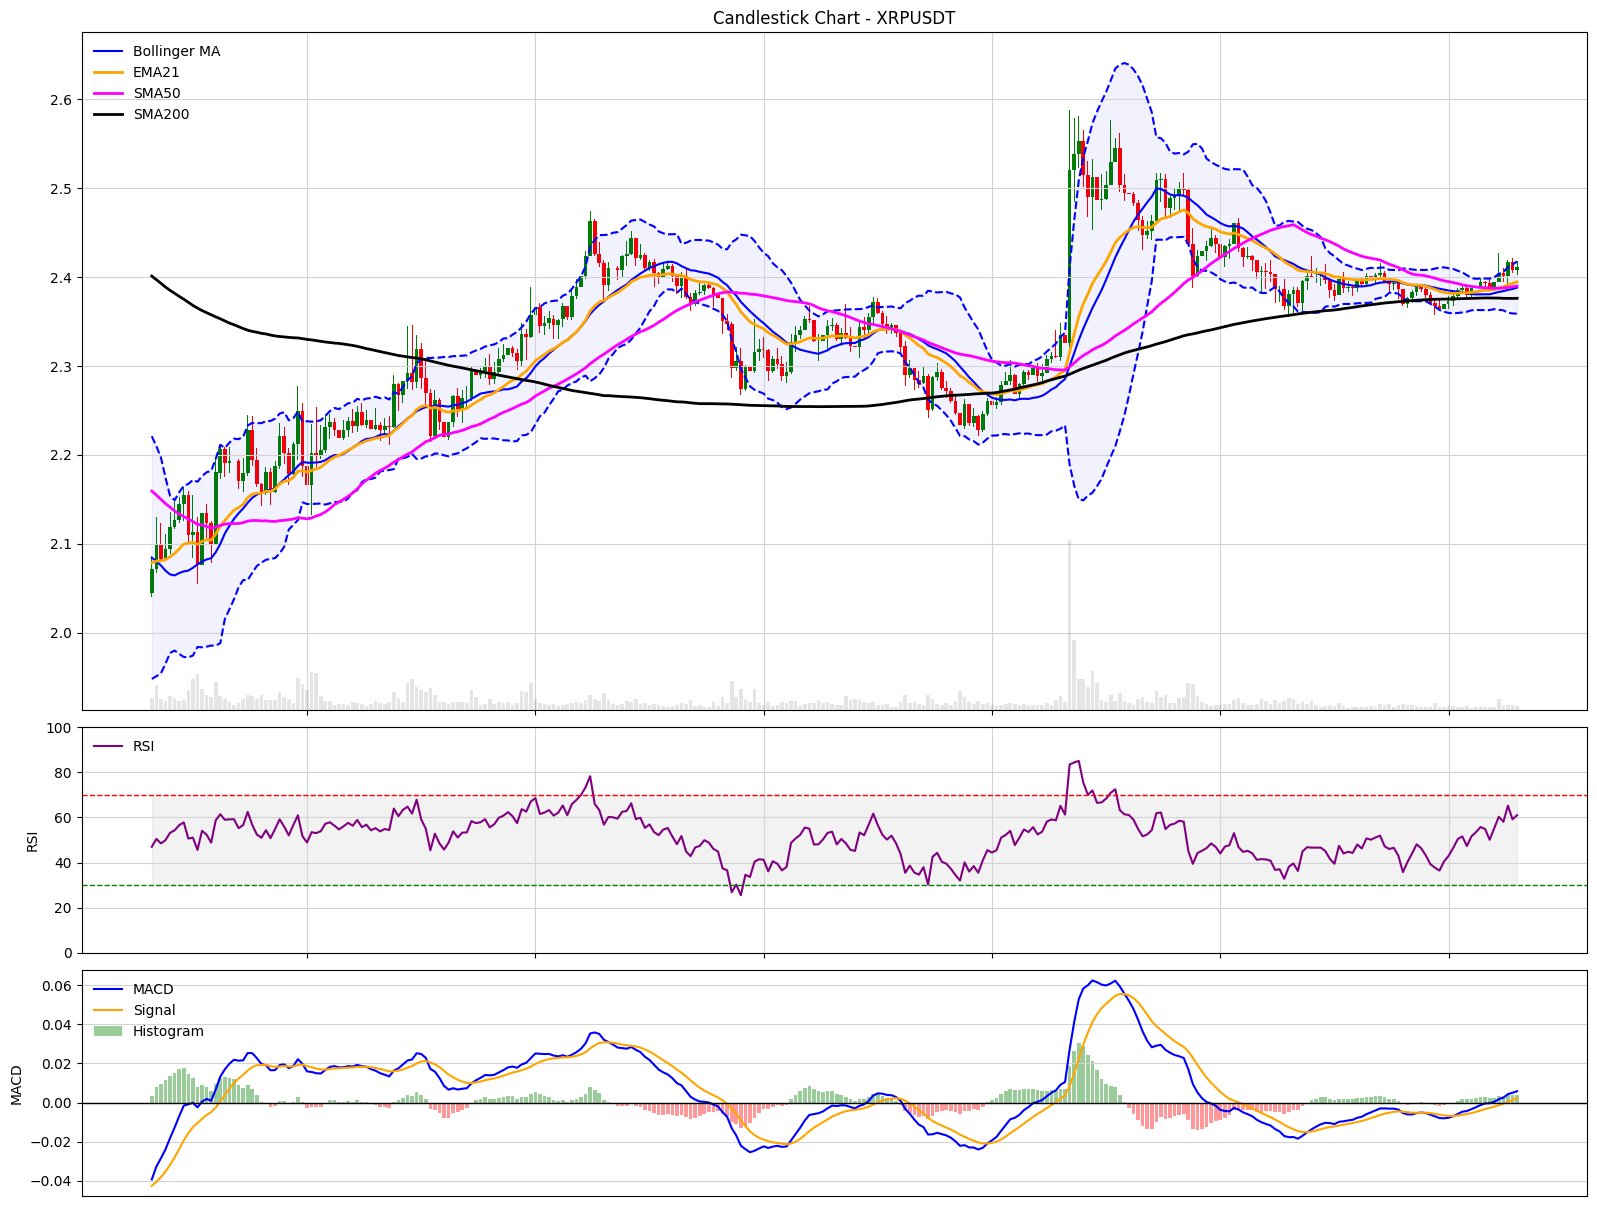 Candlestick Chart - XRPUSDT
Bollinger MA
EMA21
SMA50
SMA200
2.6
2.5
2.4
2.3
2.2
2.1
2.0
RSI
100
80
60
40
20
0
RSI
MACD
Signal
Histogram
0.06
0.04
0.02
0.00
−0.02
−0.04
MACD